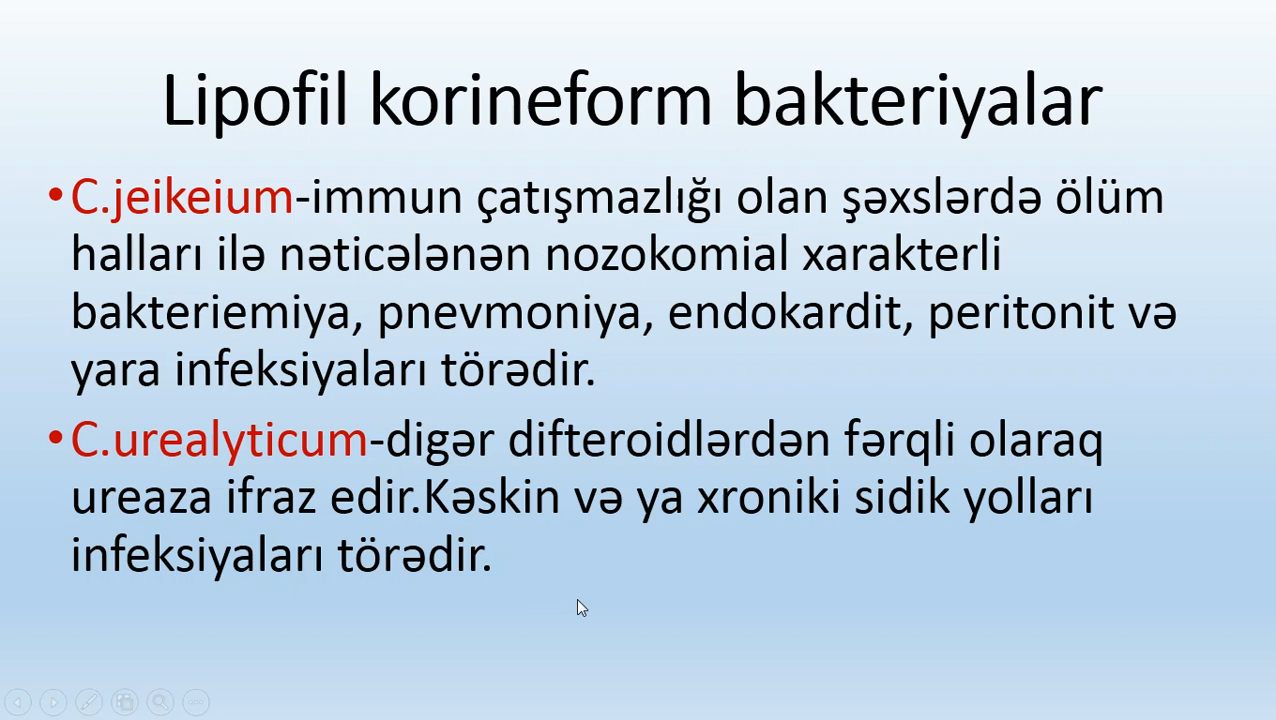 Lipofil korineform bakteriyalar
•C.jeikeium-immun çatışmazlığı olan şəxslərdə ölüm
halları ilə nəticələnən nozokomial xarakterli
bakteriemiya, pnevmoniya, endokardit, peritonit və
yara infeksiyaları törədir.
•C.urealyticum-digər difteroidlərdən fərqli olaraq
ureaza ifraz edir.Kəskin və ya xroniki sidik yolları
infeksiyaları törədir.